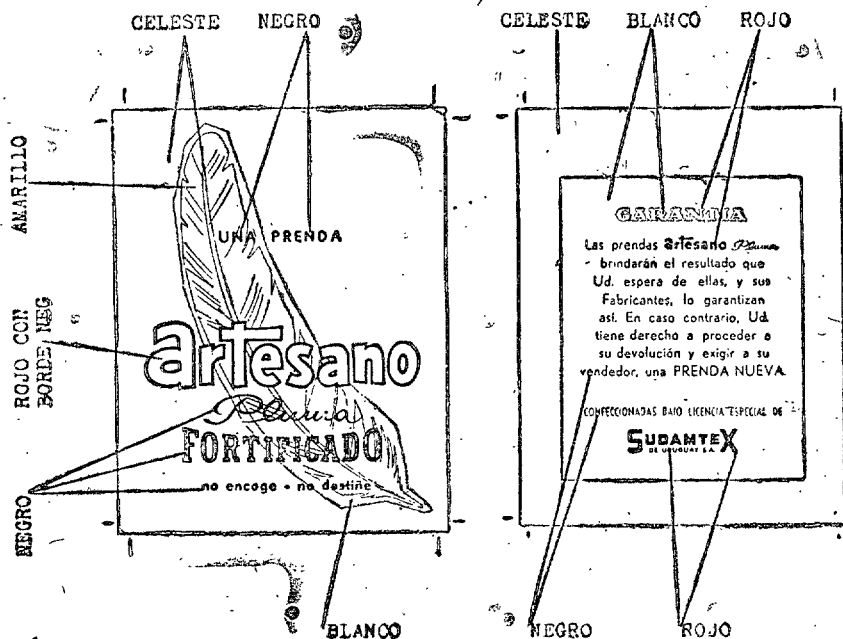 CELESTE NEGRO
AMARILLO
ROJO CON
BORDE NEG
NEGRO
UNA PRENDA
artesano
Pluma
FORTIFICADO
no encoge - no destiñe
BLANCO
CELESTE BLANCO ROJO
GARANTIA
Las prendas artesano Pluma
brindarán el resultado que
Ud. espera de ellas, y sus
Fabricantes, lo garantizan
así. En caso contrario, Ud.
tiene derecho a proceder a
su devolución y exigir a su
vendedor, una PRENDA NUEVA.
CONFECCIONADAS BAJO LICENCIA ESPECIAL DE
SUDAMTEX
DE URUGUAY S.A.
NEGRO ROJO